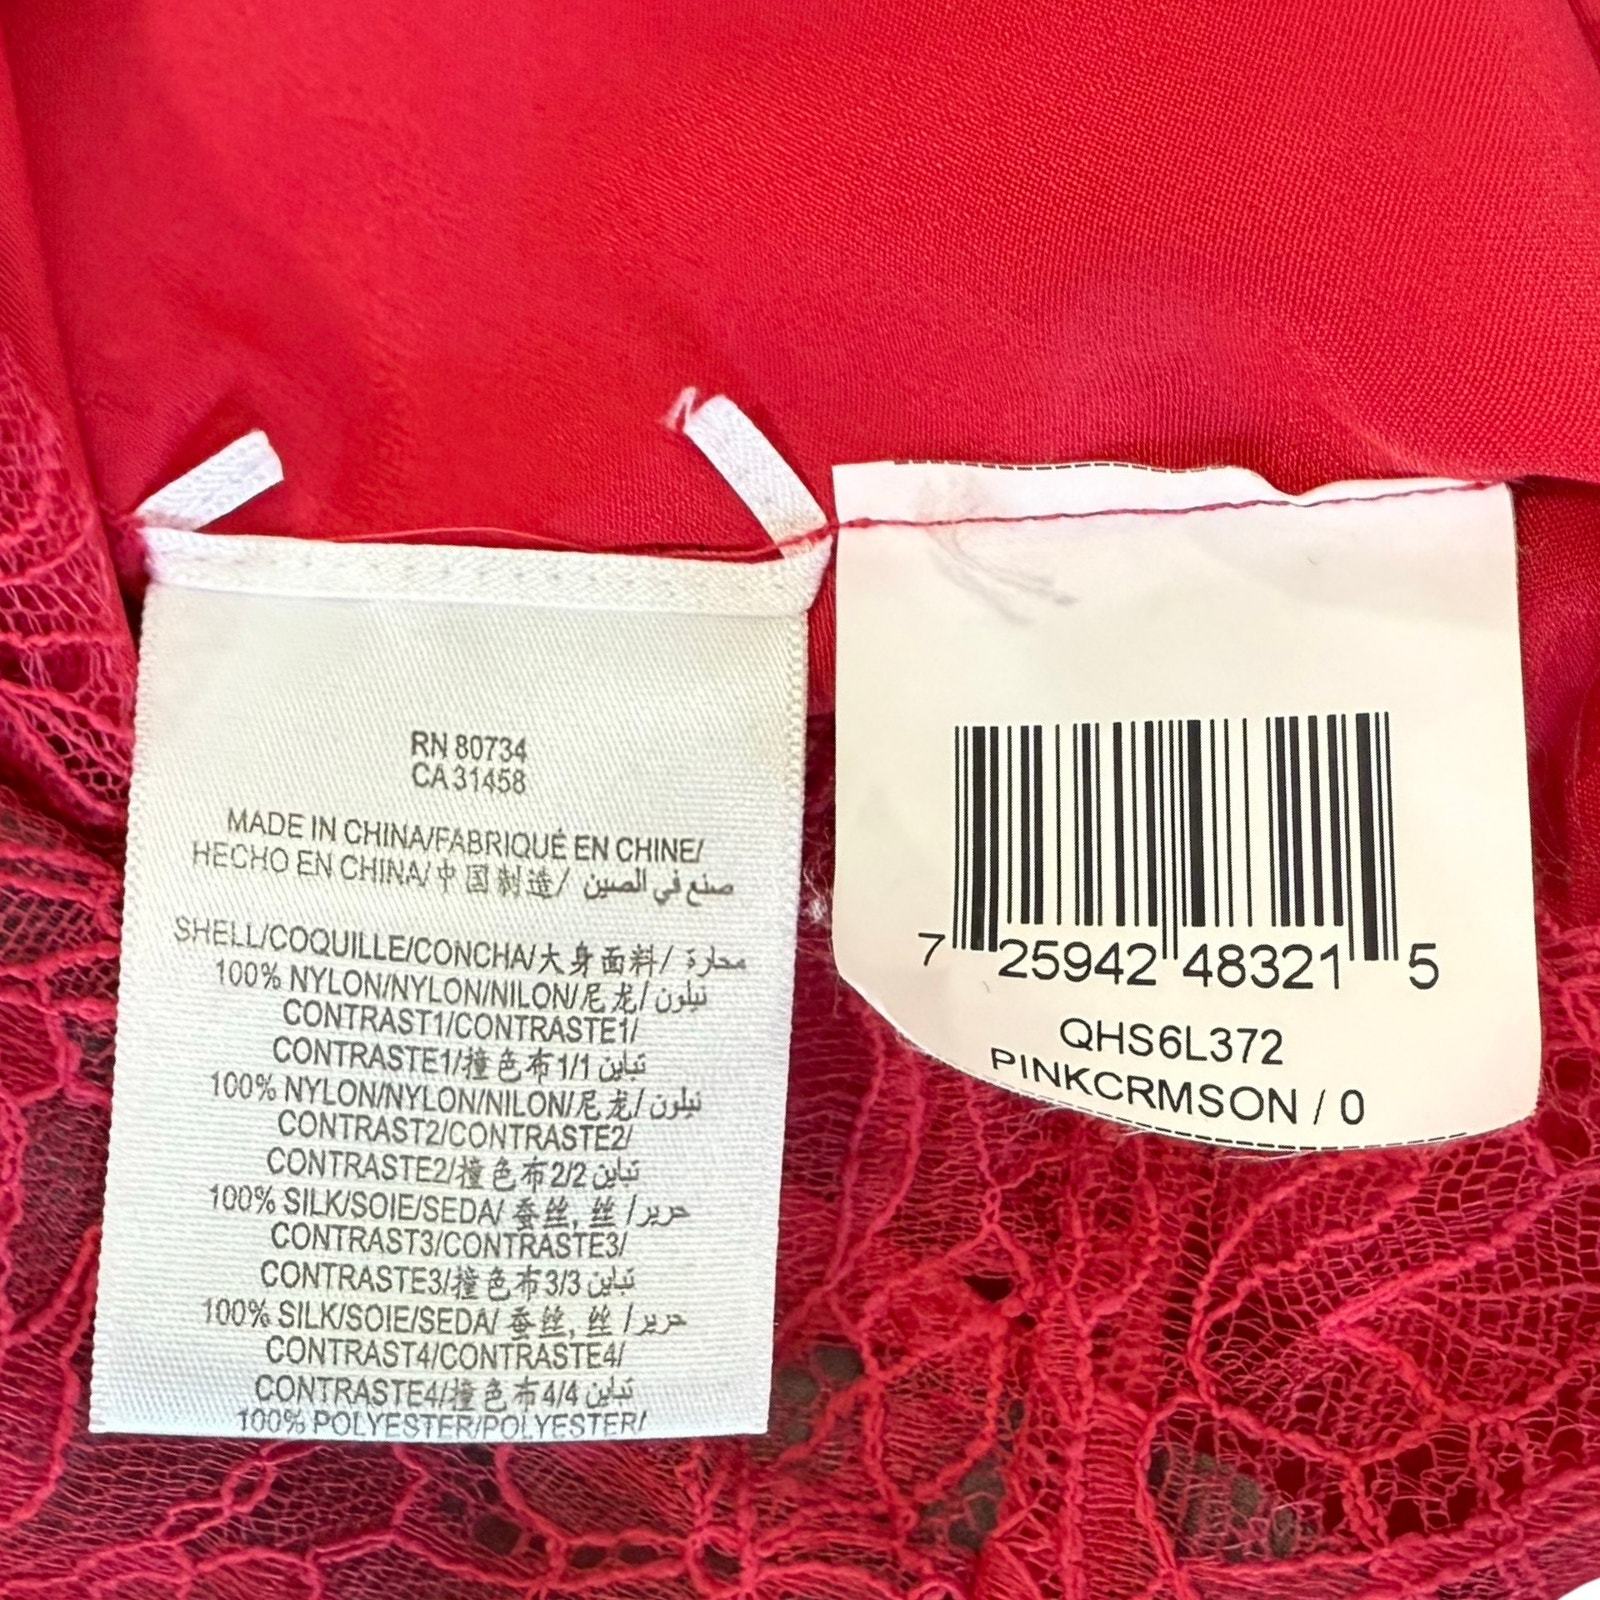 RN 80734
CA 31458
MADE IN CHINA/FABRIQUÉ EN CHINE/
HECHO EN CHINA/中国制造/ صنع في الصين
SHELL/COQUILLE/CONCHA/大身面料/ محارة
100% NYLON/NYLON/NILON/尼龙/ نيلون
CONTRAST1/CONTRASTE1/
CONTRASTE1/撞色布1/1 تباين
100% NYLON/NYLON/NILON/尼龙/ نيلون
CONTRAST2/CONTRASTE2/
CONTRASTE2/撞色布2/2 تباين
100% SILK/SOIE/SEDA/ 蚕丝, 丝 / حرير
CONTRAST3/CONTRASTE3/
CONTRASTE3/撞色布3/3 تباين
100% SILK/SOIE/SEDA/ 蚕丝, 丝 / حرير
CONTRAST4/CONTRASTE4/
CONTRASTE4/撞色布4/4 تباين
100% POLYESTER/POLYESTER/
7 25942 48321 5
QHS6L372
PINKCRMSON / 0